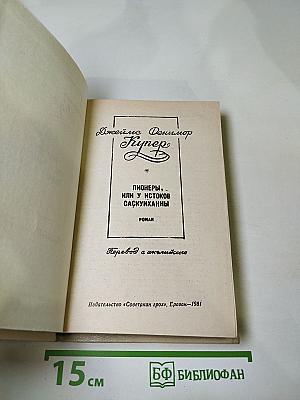 Джеймс Фенимор
Купер
ПИОНЕРЫ,
ИЛИ У ИСТОКОВ
САСКУИХАННЫ
РОМАН
Перевод с английского
Издательство «Советакан грох», Ереван—1981
15 см
БФ БИБЛИОФАН